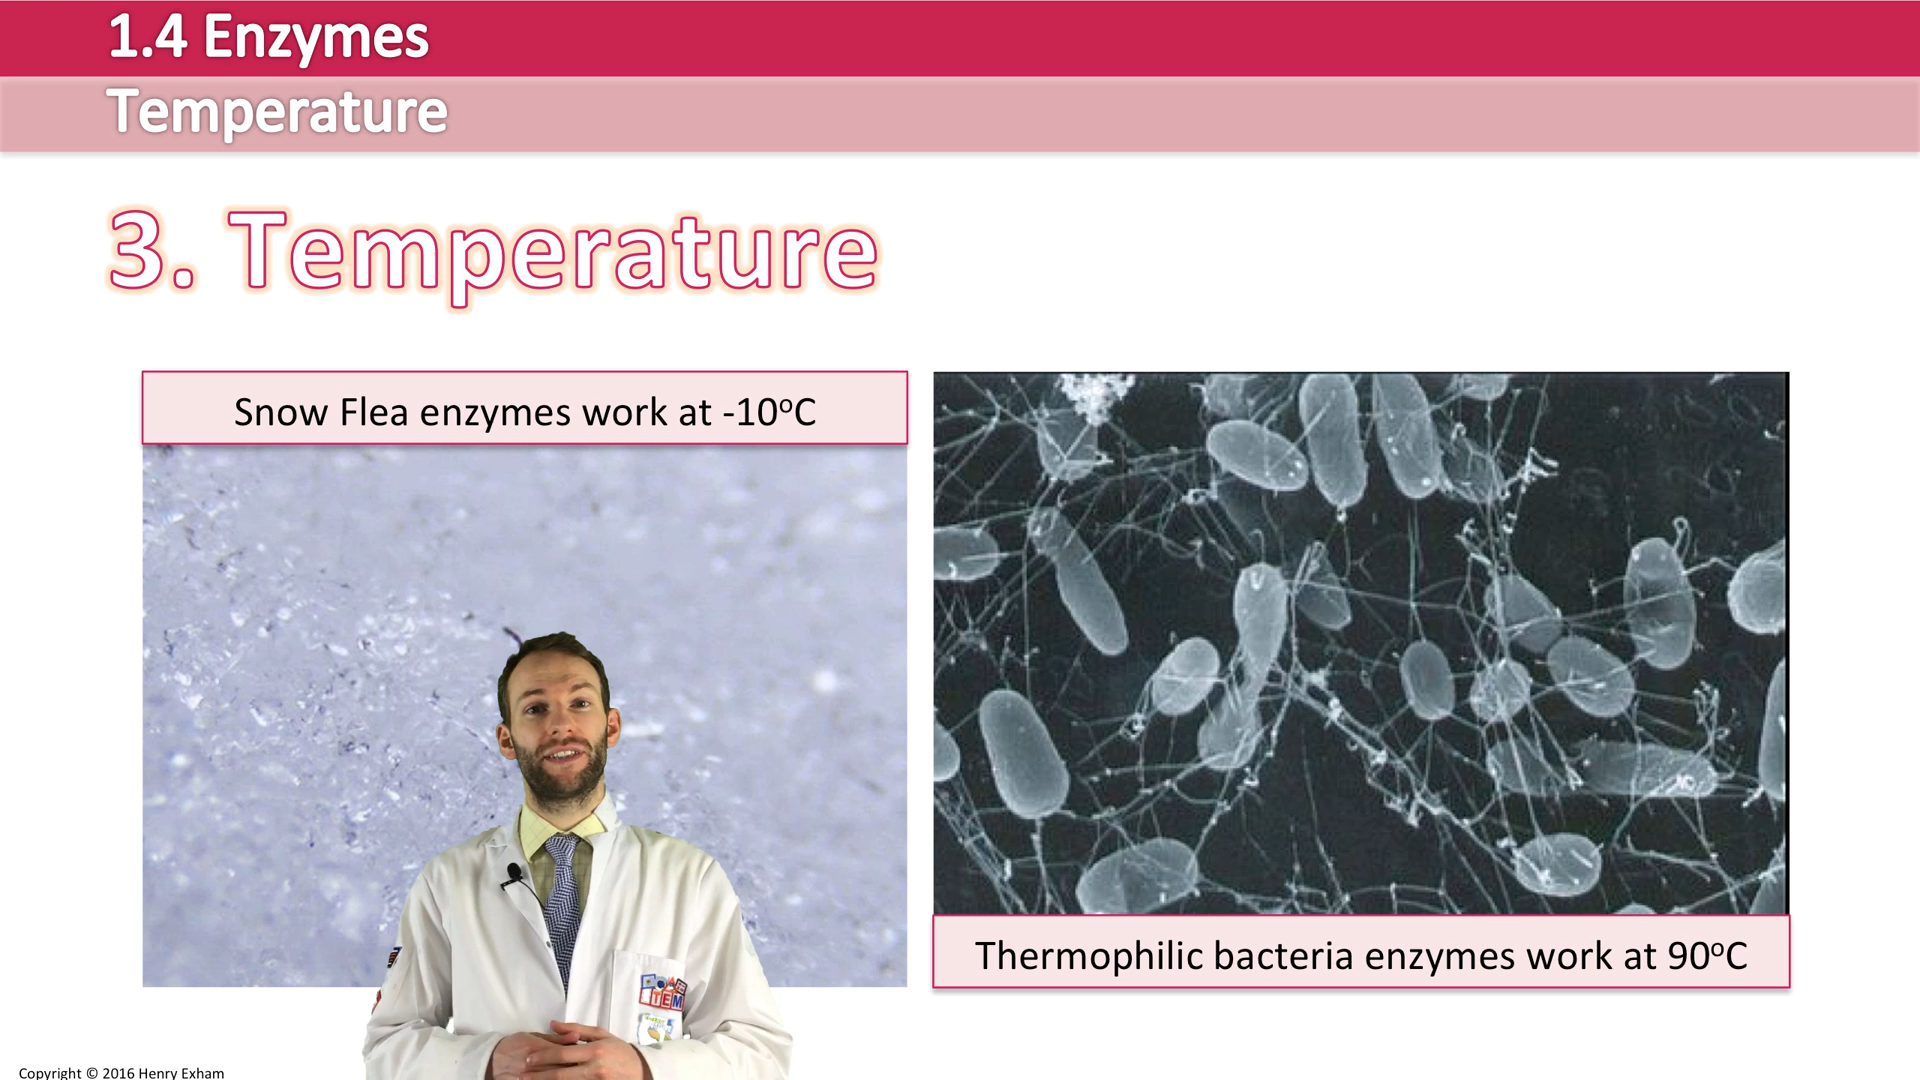 1.4 Enzymes
Temperature
3. Temperature
Snow Flea enzymes work at -10ºC
Thermophilic bacteria enzymes work at 90ºC
STEM
Copyright © 2016 Henry Exham